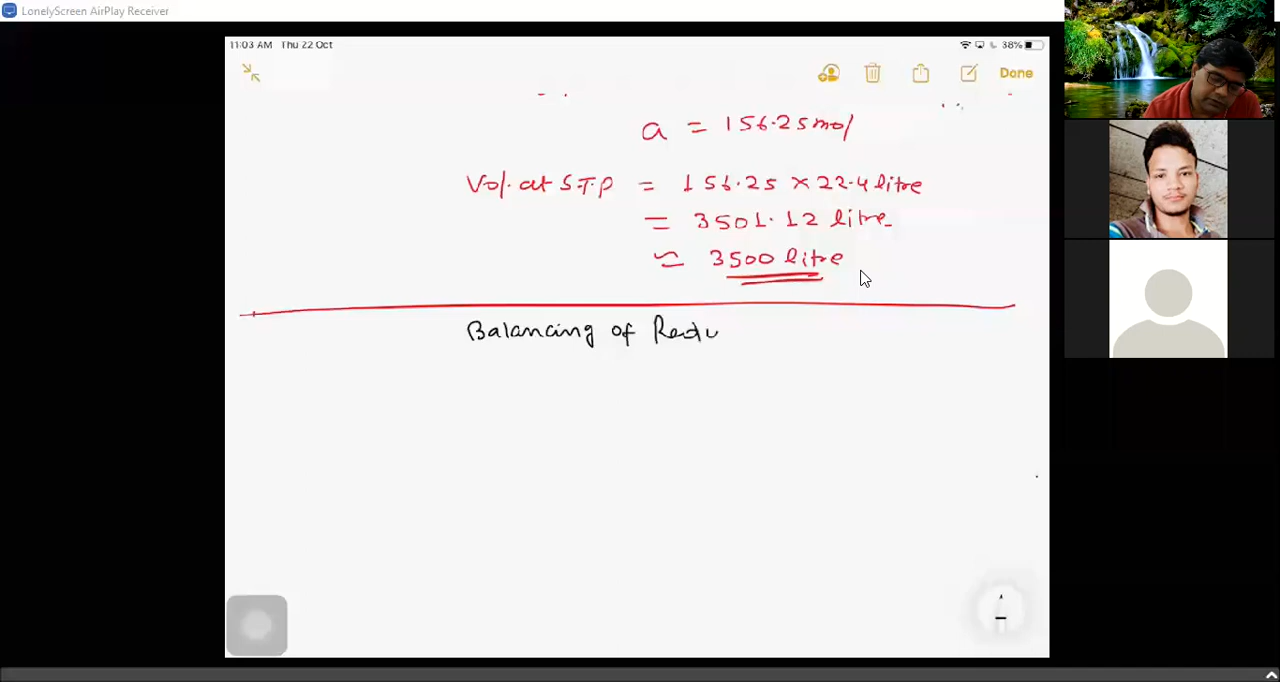 LonelyScreen AirPlay Receiver
11:03 AM Thu 22 Oct
38%
Done
a = 156.25 mol
Vol. at S.T.P = 156.25 × 22.4 litre
= 3501.12 litre
≃ 3500 litre
Balancing of Redu